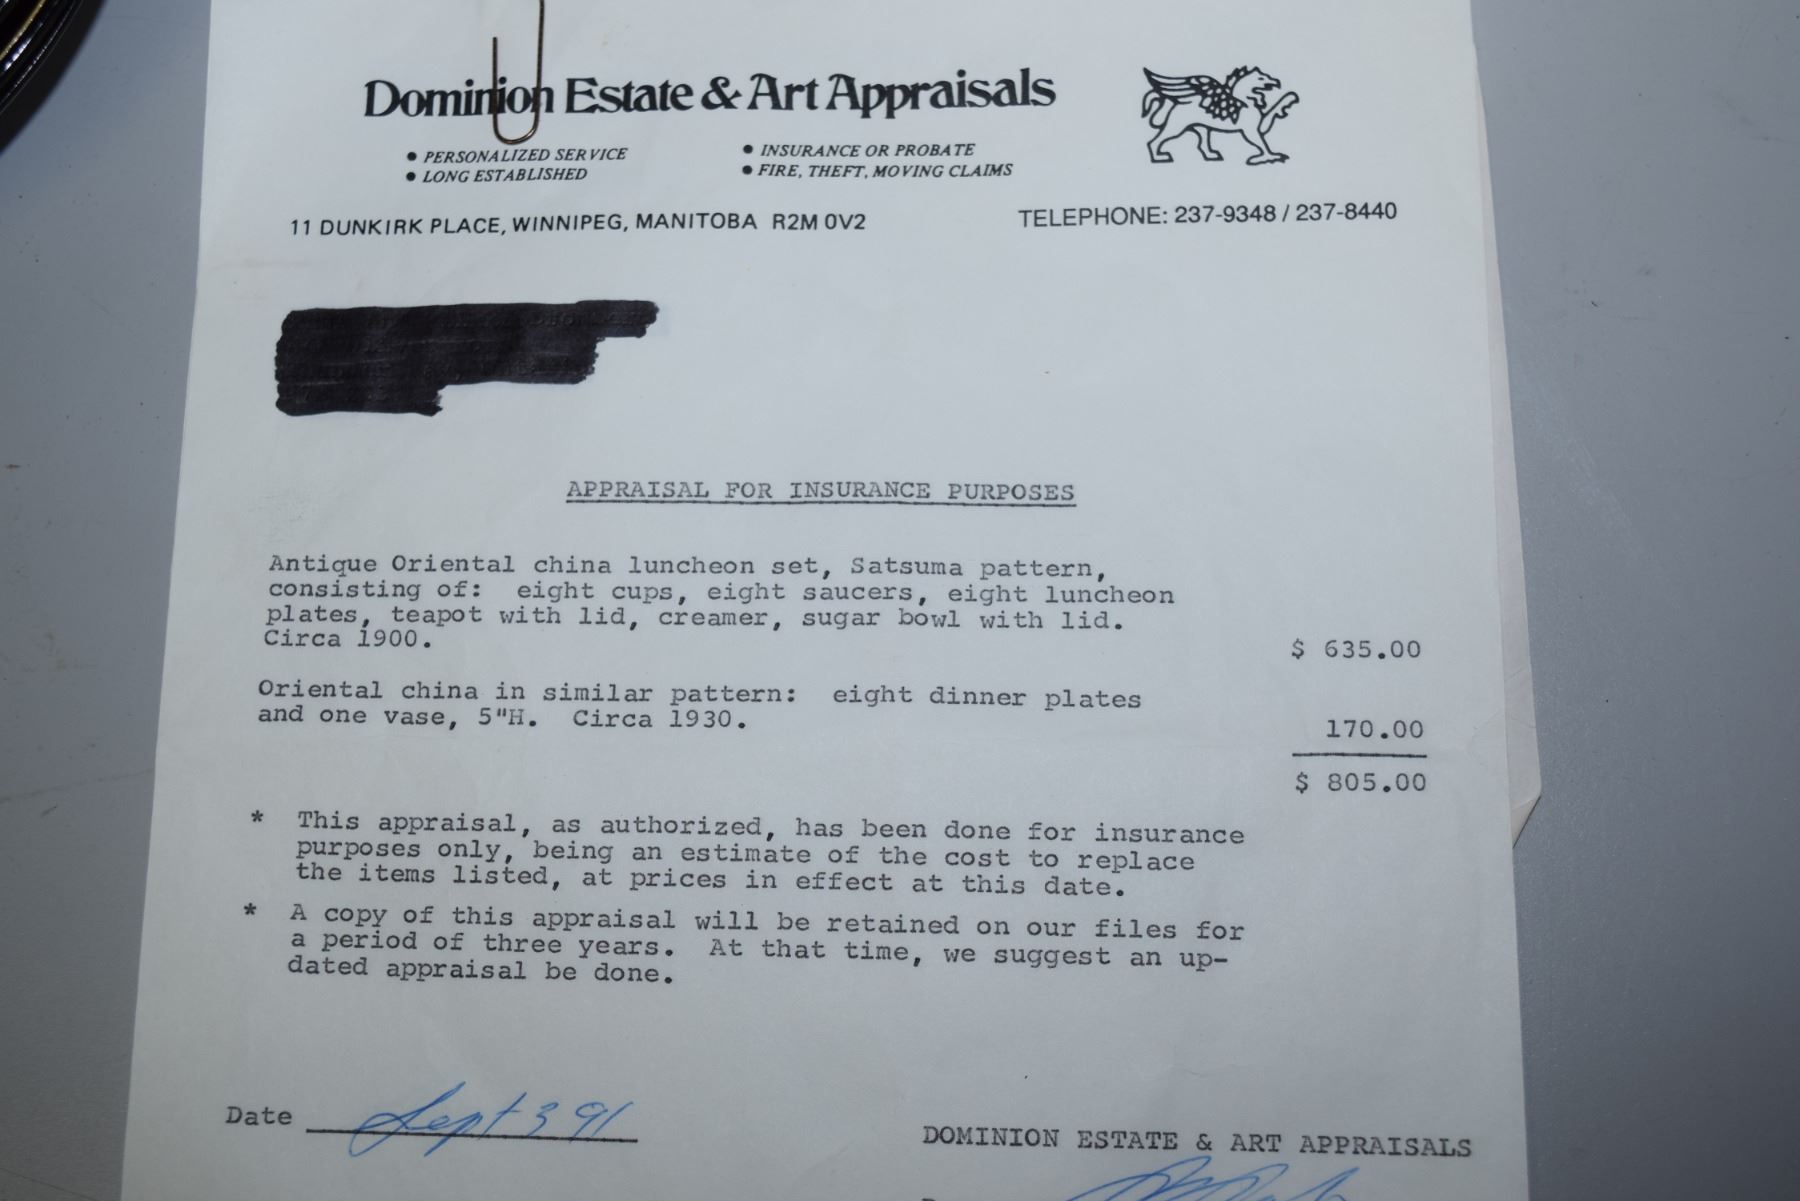 Dominion Estate & Art Appraisals
• PERSONALIZED SERVICE
• LONG ESTABLISHED
• INSURANCE OR PROBATE
• FIRE, THEFT, MOVING CLAIMS
11 DUNKIRK PLACE, WINNIPEG, MANITOBA R2M 0V2
TELEPHONE: 237-9348 / 237-8440
APPRAISAL FOR INSURANCE PURPOSES
Antique Oriental china luncheon set, Satsuma pattern,
consisting of: eight cups, eight saucers, eight luncheon
plates, teapot with lid, creamer, sugar bowl with lid.
Circa 1900. $ 635.00
Oriental china in similar pattern: eight dinner plates
and one vase, 5"H. Circa 1930. 170.00
$ 805.00
* This appraisal, as authorized, has been done for insurance
purposes only, being an estimate of the cost to replace
the items listed, at prices in effect at this date.
* A copy of this appraisal will be retained on our files for
a period of three years. At that time, we suggest an up-
dated appraisal be done.
Date Sept 3 91
DOMINION ESTATE & ART APPRAISALS